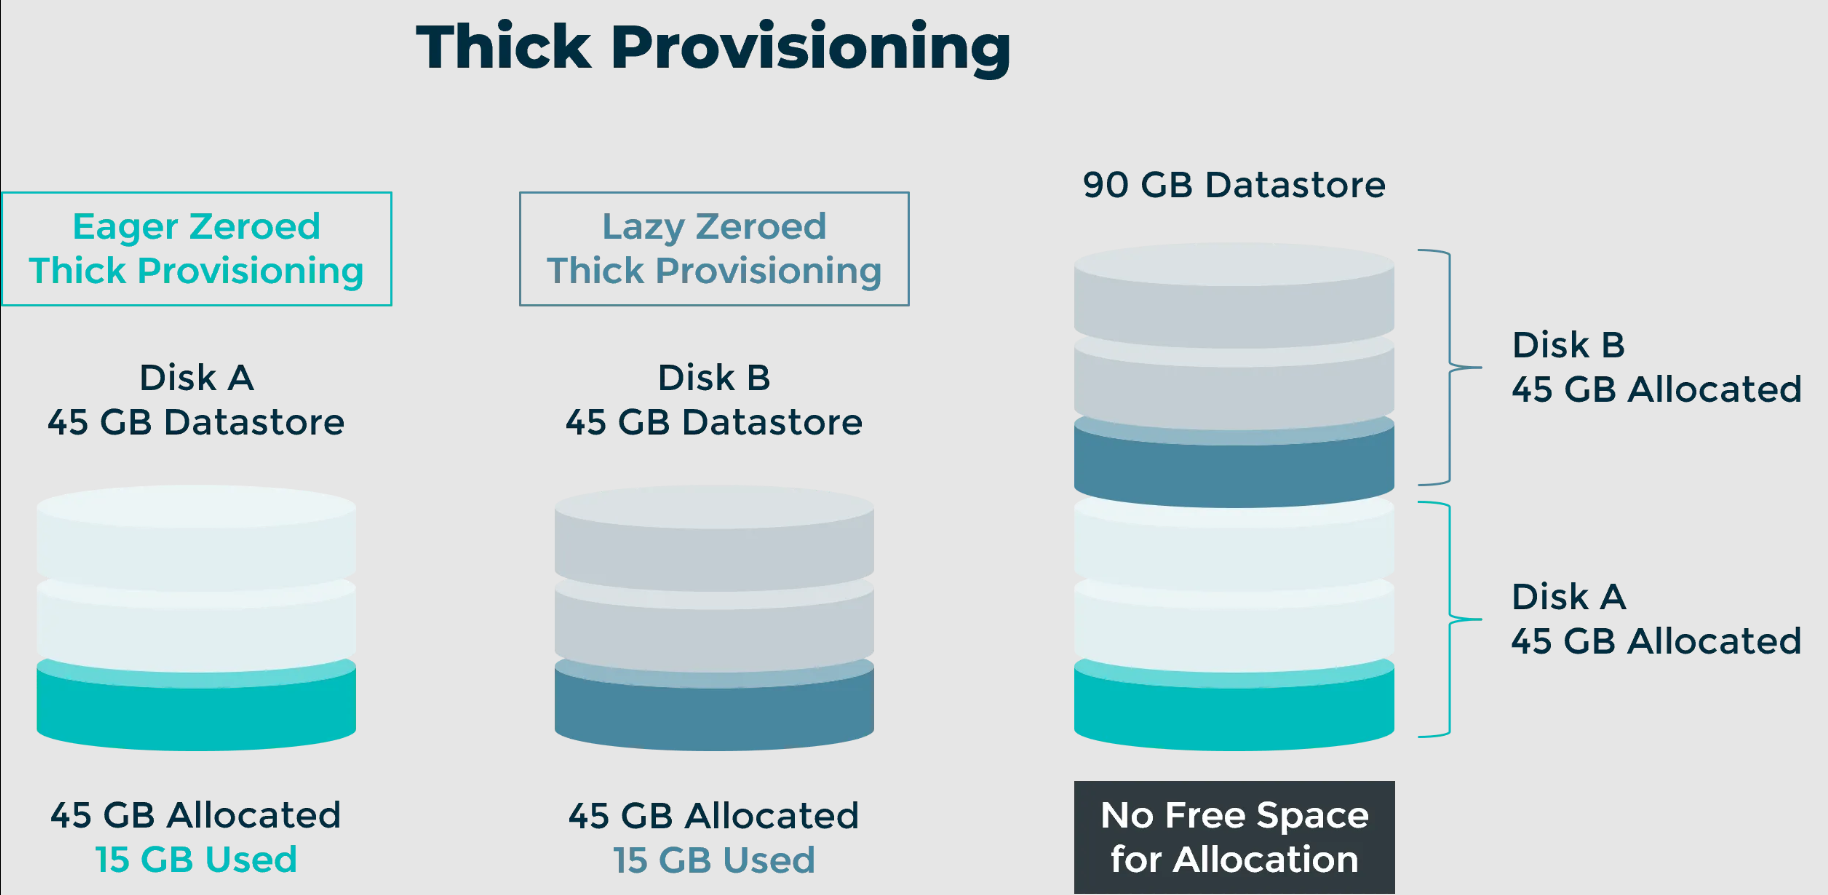 Thick Provisioning
Eager Zeroed
Thick Provisioning
Disk A
45 GB Datastore
45 GB Allocated
15 GB Used
Lazy Zeroed
Thick Provisioning
Disk B
45 GB Datastore
45 GB Allocated
15 GB Used
90 GB Datastore
Disk B
45 GB Allocated
Disk A
45 GB Allocated
No Free Space
for Allocation